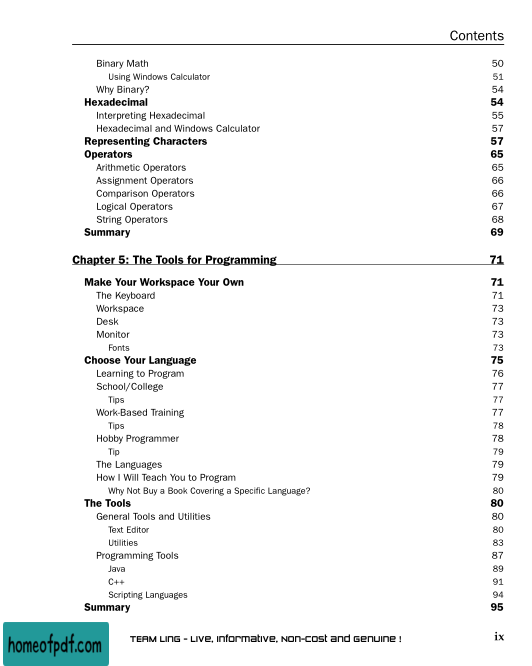 Contents
Binary Math 50
Using Windows Calculator 51
Why Binary? 54
Hexadecimal 54
Interpreting Hexadecimal 55
Hexadecimal and Windows Calculator 57
Representing Characters 57
Operators 65
Arithmetic Operators 65
Assignment Operators 66
Comparison Operators 66
Logical Operators 67
String Operators 68
Summary 69
Chapter 5: The Tools for Programming 71
Make Your Workspace Your Own 71
The Keyboard 71
Workspace 73
Desk 73
Monitor 73
Fonts 73
Choose Your Language 75
Learning to Program 76
School/College 77
Tips 77
Work-Based Training 77
Tips 78
Hobby Programmer 78
Tip 79
The Languages 79
How I Will Teach You to Program 79
Why Not Buy a Book Covering a Specific Language? 80
The Tools 80
General Tools and Utilities 80
Text Editor 80
Utilities 83
Programming Tools 87
Java 89
C++ 91
Scripting Languages 94
Summary 95
homeofpdf.com
TEAM LinG - Live, Informative, Non-cost and Genuine !
ix